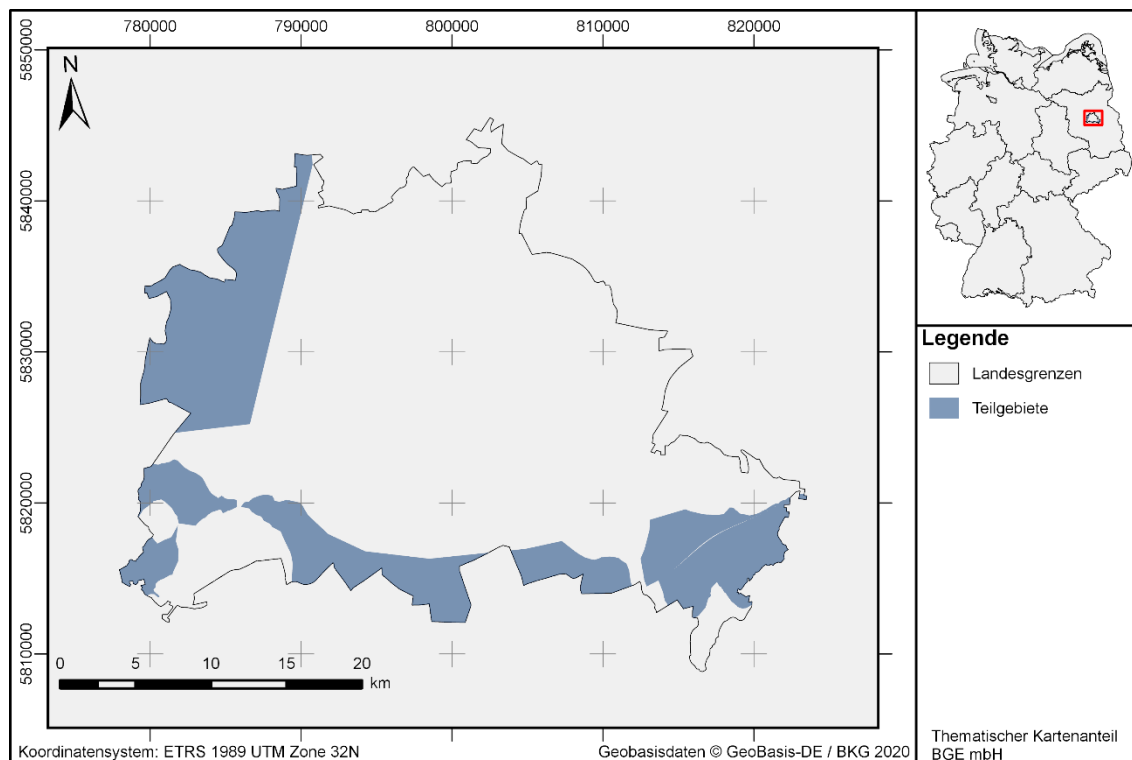 780000 790000 800000 810000 820000
5850000
5840000
5830000
5820000
5810000
N
0 5 10 15 20
km
Koordinatensystem: ETRS 1989 UTM Zone 32N
Geobasisdaten © GeoBasis-DE / BKG 2020
Legende
Landesgrenzen
Teilgebiete
Thematischer Kartenanteil
BGE mbH